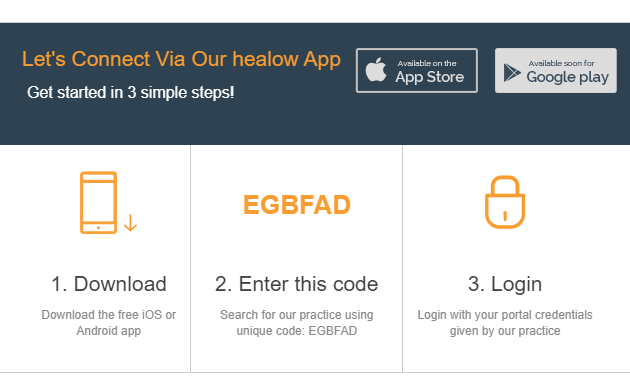 Let's Connect Via Our healow App
Get started in 3 simple steps!
Available on the
App Store
Available soon for
Google play
EGBFAD
1. Download
Download the free iOS or
Android app
2. Enter this code
Search for our practice using
unique code: EGBFAD
3. Login
Login with your portal credentials
given by our practice